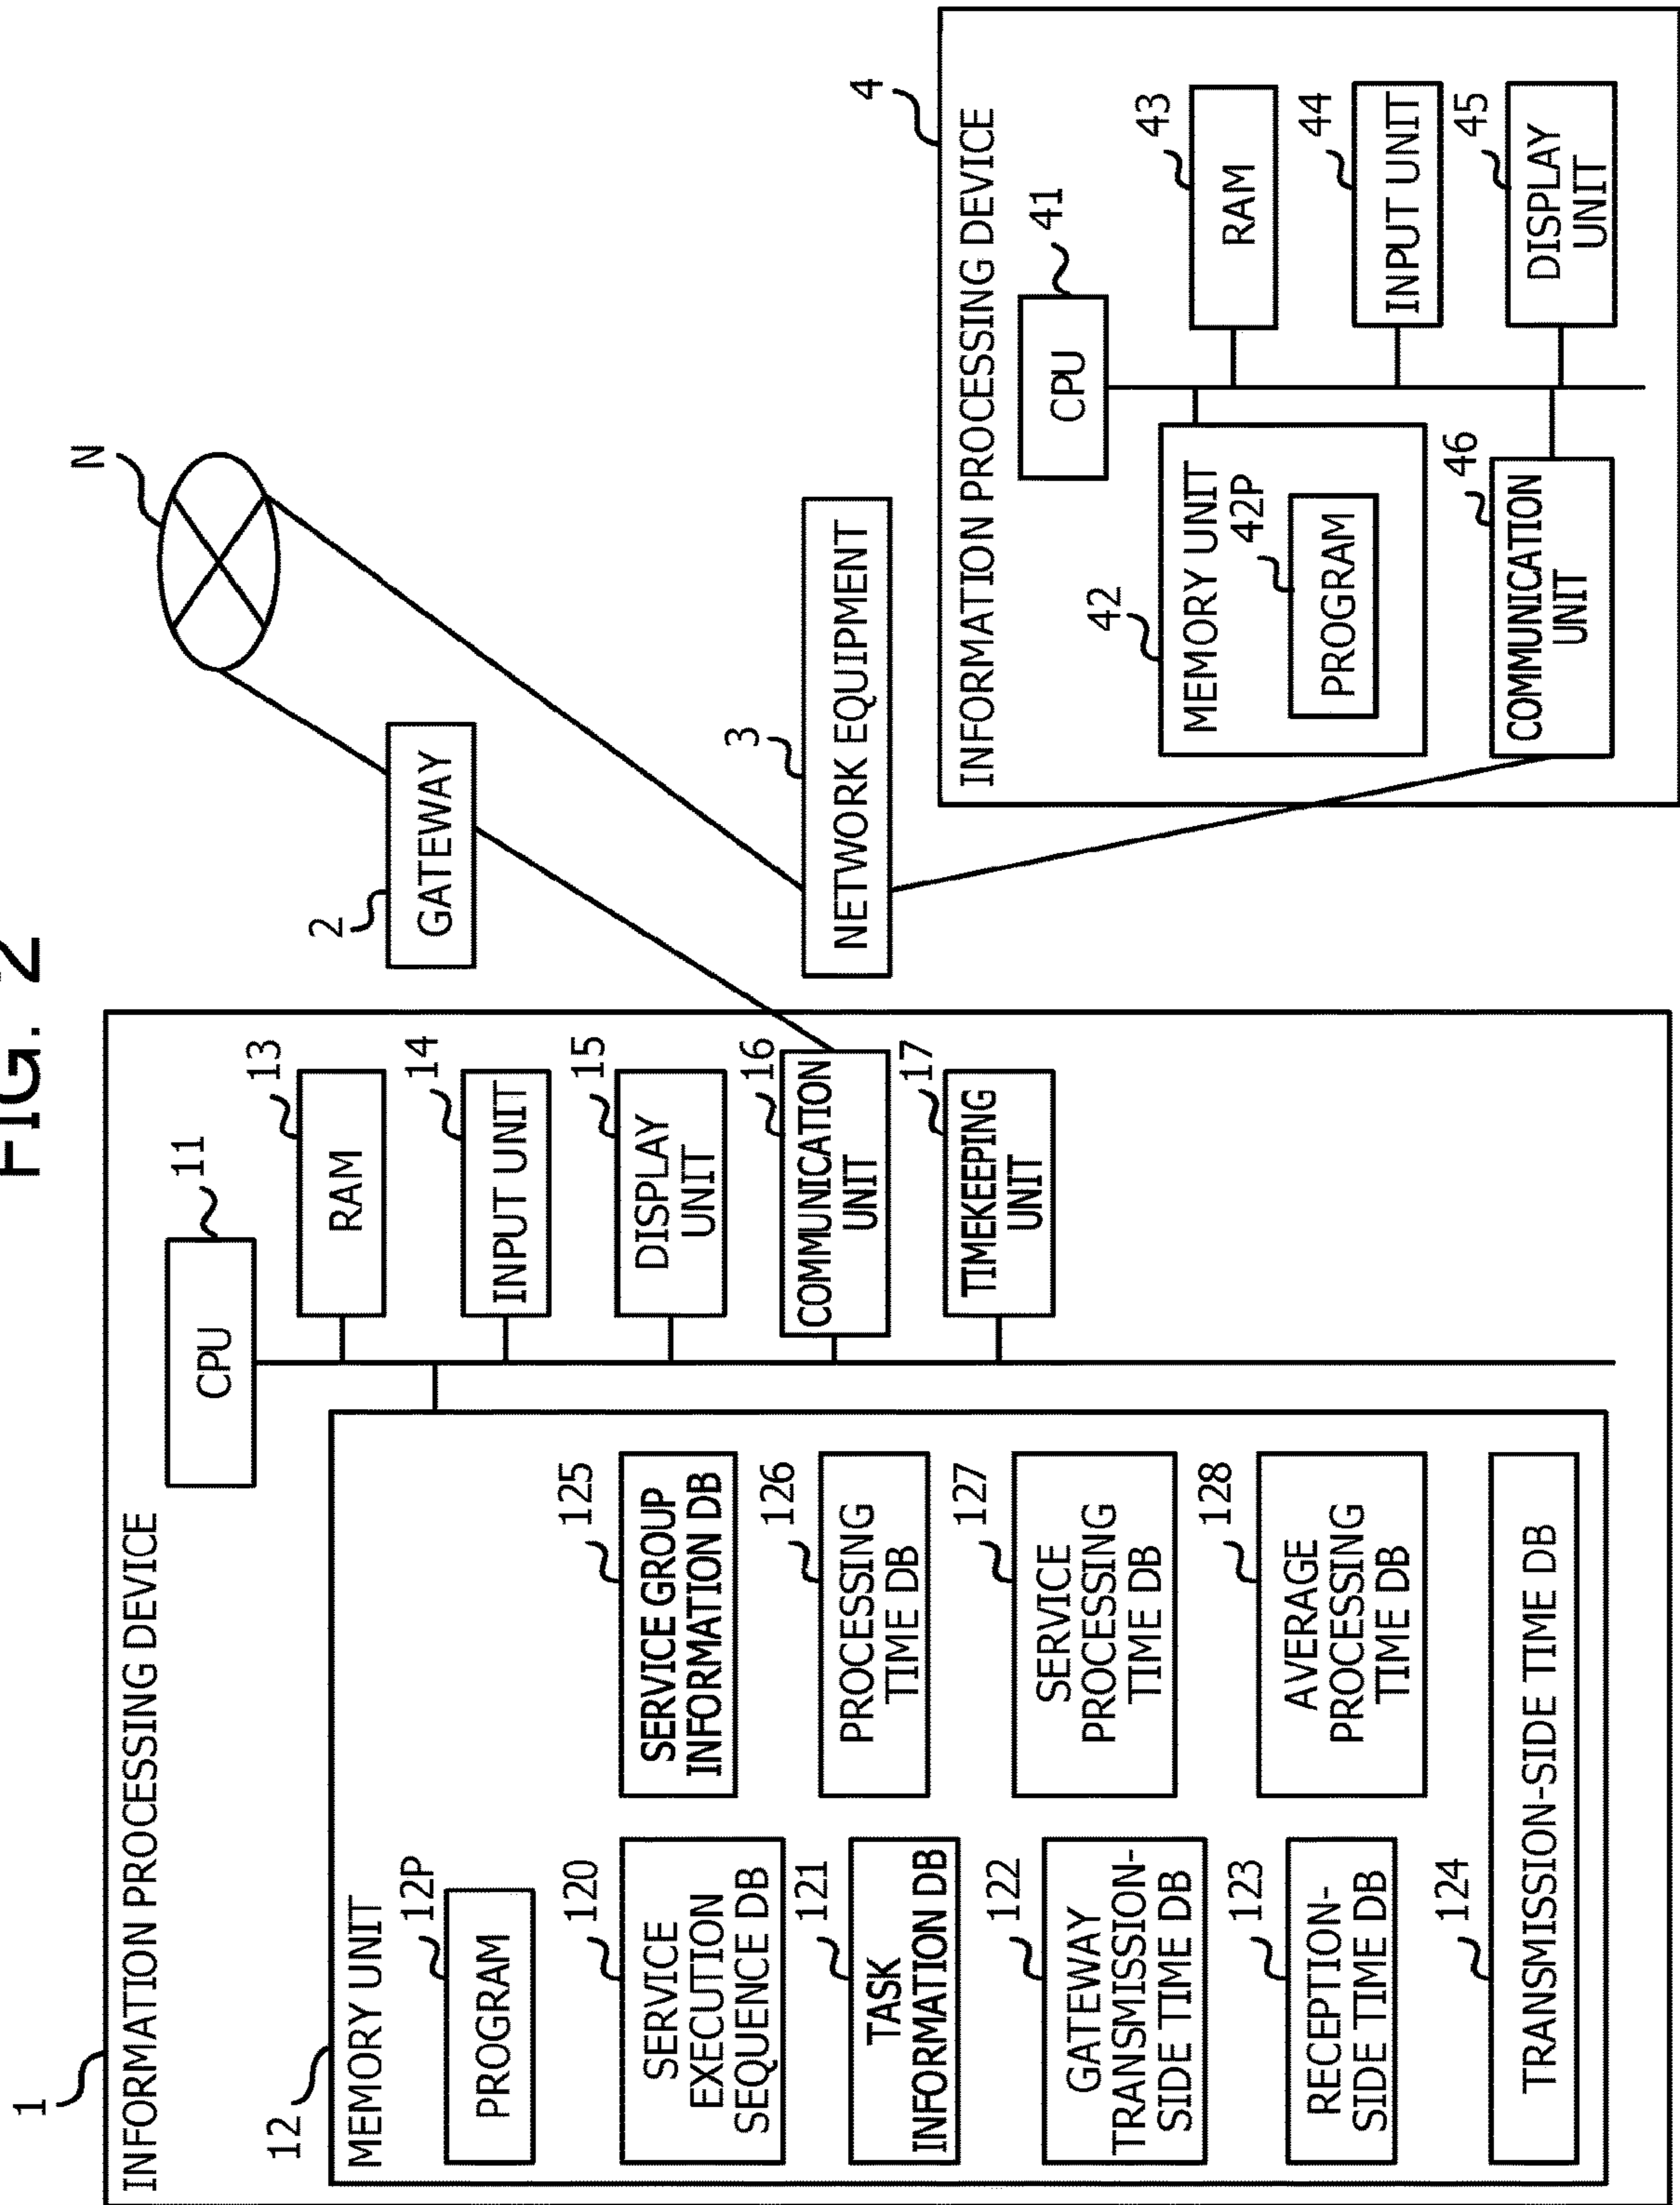 FIG. 2
1
INFORMATION PROCESSING DEVICE
11
CPU
12
MEMORY UNIT
12P
PROGRAM
120
SERVICE
EXECUTION
SEQUENCE DB
121
TASK
INFORMATION DB
122
GATEWAY
TRANSMISSION-
SIDE TIME DB
123
RECEPTION-
SIDE TIME DB
124
TRANSMISSION-SIDE TIME DB
125
SERVICE GROUP
INFORMATION DB
126
PROCESSING
TIME DB
127
SERVICE
PROCESSING
TIME DB
128
AVERAGE
PROCESSING
TIME DB
13
RAM
14
INPUT UNIT
15
DISPLAY
UNIT
16
COMMUNICATION
UNIT
17
TIMEKEEPING
UNIT
2
GATEWAY
N
3
NETWORK EQUIPMENT
4
INFORMATION PROCESSING DEVICE
41
CPU
42
MEMORY UNIT
42P
PROGRAM
43
RAM
44
INPUT UNIT
45
DISPLAY
UNIT
46
COMMUNICATION
UNIT